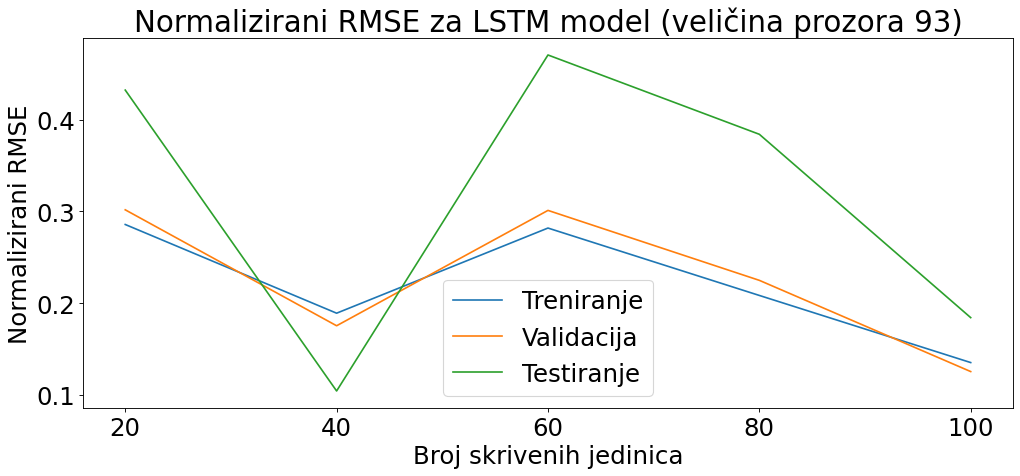 Normalizirani RMSE za LSTM model (veličina prozora 93)
Normalizirani RMSE
0.4
0.3
0.2
0.1
Treniranje
Validacija
Testiranje
20 40 60 80 100
Broj skrivenih jedinica